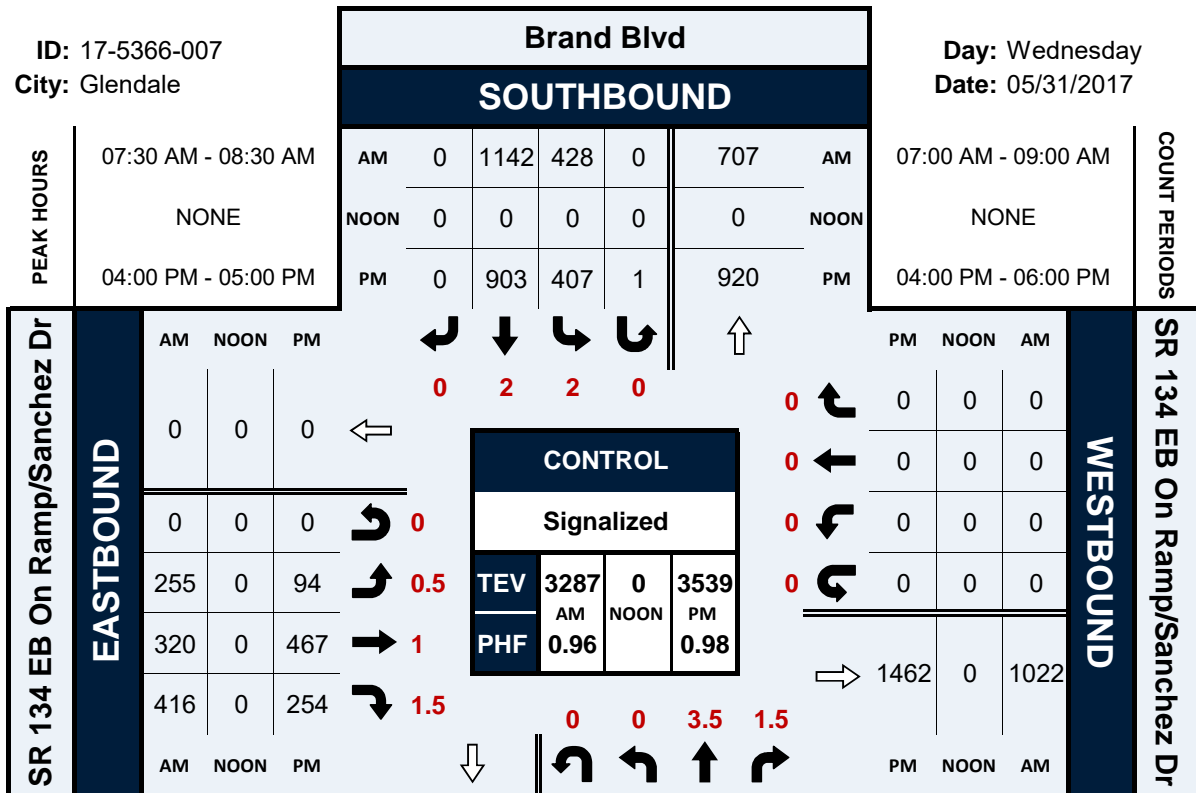 ID: 17-5366-007
City: Glendale
Brand Blvd
SOUTHBOUND
Day: Wednesday
Date: 05/31/2017
PEAK HOURS
07:30 AM - 08:30 AM
NONE
04:00 PM - 05:00 PM
AM 0 1142 428 0 707 AM
NOON 0 0 0 0 0 NOON
PM 0 903 407 1 920 PM
07:00 AM - 09:00 AM
NONE
04:00 PM - 06:00 PM
COUNT PERIODS
0 2 2 0
SR 134 EB On Ramp/Sanchez Dr
EASTBOUND
AM NOON PM
0 0 0
0 0 0 0
255 0 94 0.5
320 0 467 1
416 0 254 1.5
AM NOON PM
CONTROL
Signalized
TEV 3287 0 3539
AM NOON PM
PHF 0.96 0.98
0 0 3.5 1.5
PM NOON AM
0 0 0 0
0 0 0 0
0 0 0 0
0 0 0 0
1462 0 1022
PM NOON AM
WESTBOUND
SR 134 EB On Ramp/Sanchez Dr